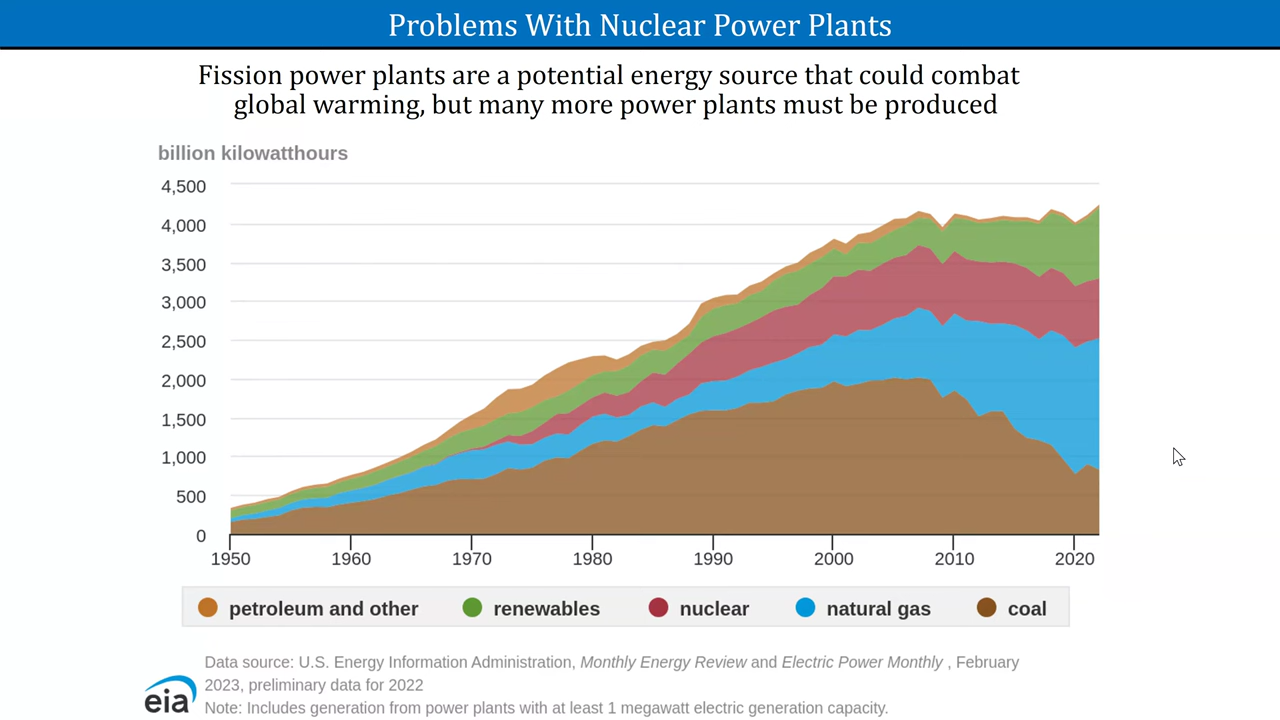 Problems With Nuclear Power Plants
Fission power plants are a potential energy source that could combat
global warming, but many more power plants must be produced
billion kilowatthours
4,500
4,000
3,500
3,000
2,500
2,000
1,500
1,000
500
0
1950 1960 1970 1980 1990 2000 2010 2020
petroleum and other renewables nuclear natural gas coal
Data source: U.S. Energy Information Administration, Monthly Energy Review and Electric Power Monthly , February
2023, preliminary data for 2022
Note: Includes generation from power plants with at least 1 megawatt electric generation capacity.
eia